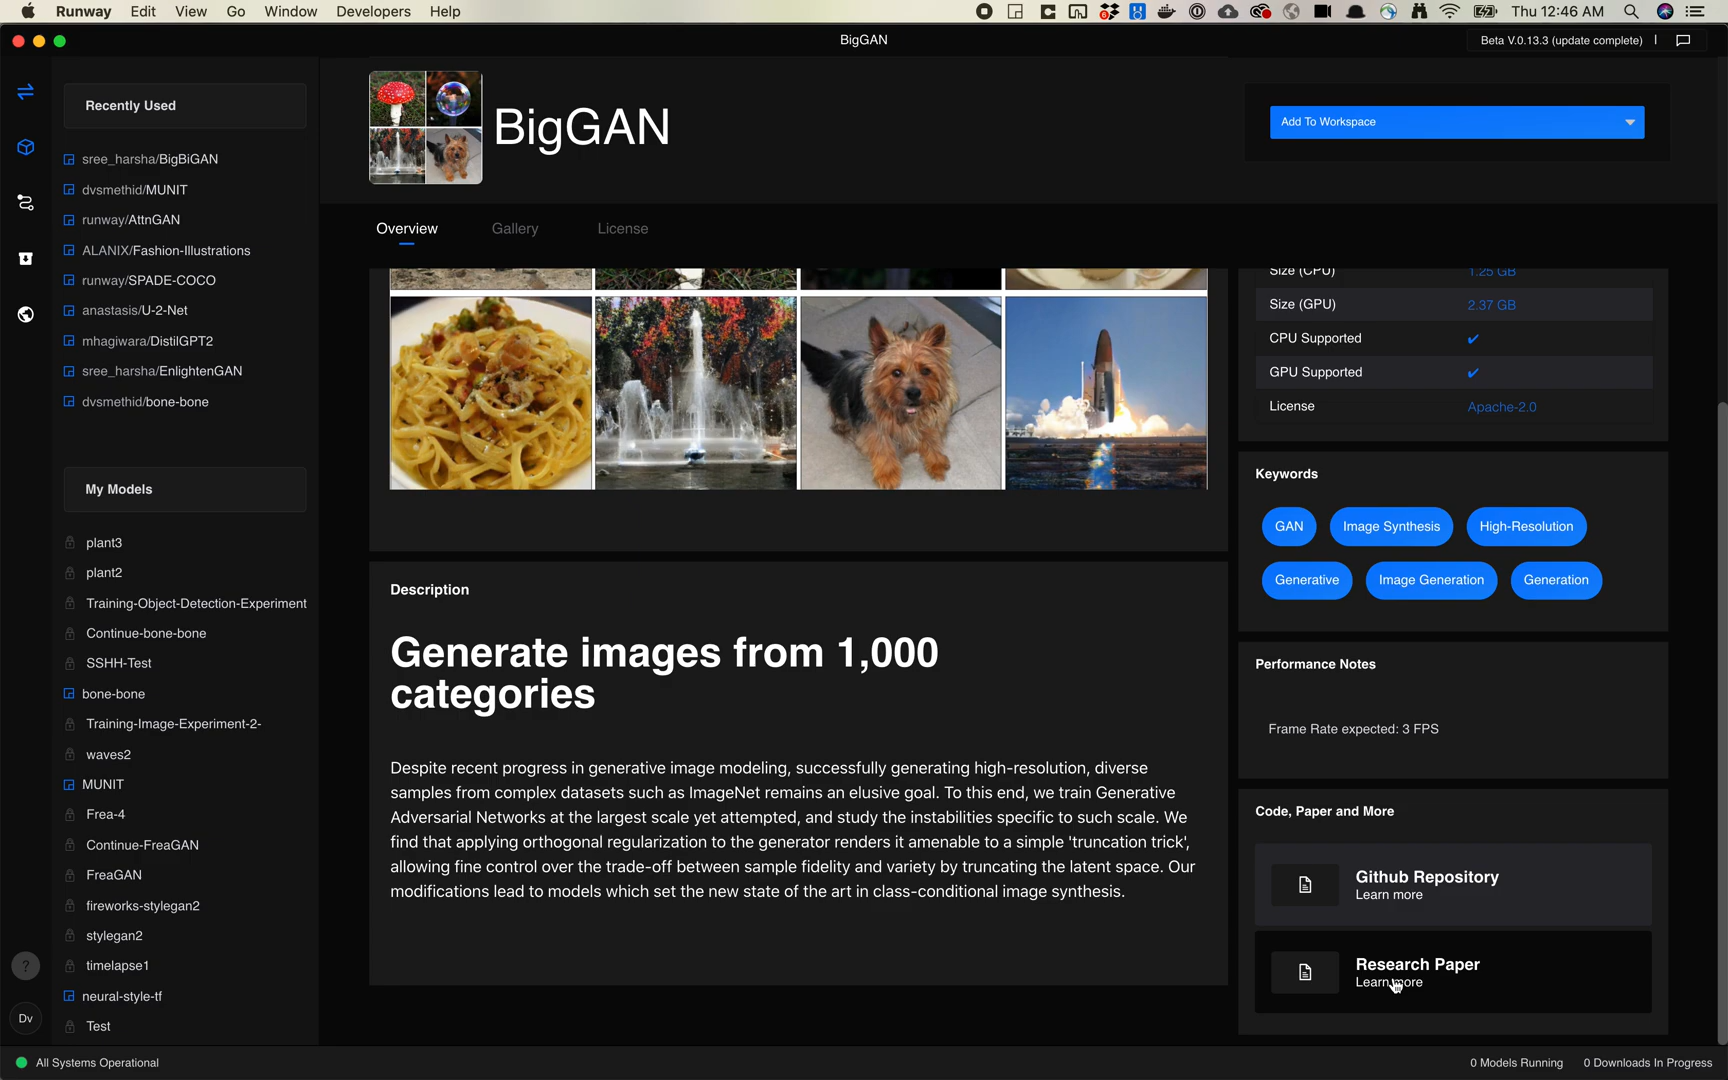 Runway Edit View Go Window Developers Help
Thu 12:46 AM
BigGAN
Beta V.0.13.3 (update complete)
Recently Used
sree_harsha/BigBiGAN
dvsmethid/MUNIT
runway/AttnGAN
ALANIX/Fashion-Illustrations
runway/SPADE-COCO
anastasis/U-2-Net
mhagiwara/DistilGPT2
sree_harsha/EnlightenGAN
dvsmethid/bone-bone
My Models
plant3
plant2
Training-Object-Detection-Experiment
Continue-bone-bone
SSHH-Test
bone-bone
Training-Image-Experiment-2-
waves2
MUNIT
Frea-4
Continue-FreaGAN
FreaGAN
fireworks-stylegan2
stylegan2
timelapse1
neural-style-tf
Test
?
Dv
BigGAN
Add To Workspace
Overview Gallery License
Description
Generate images from 1,000
categories
Despite recent progress in generative image modeling, successfully generating high-resolution, diverse
samples from complex datasets such as ImageNet remains an elusive goal. To this end, we train Generative
Adversarial Networks at the largest scale yet attempted, and study the instabilities specific to such scale. We
find that applying orthogonal regularization to the generator renders it amenable to a simple 'truncation trick',
allowing fine control over the trade-off between sample fidelity and variety by truncating the latent space. Our
modifications lead to models which set the new state of the art in class-conditional image synthesis.
Size (CPU) 1.25 GB
Size (GPU) 2.37 GB
CPU Supported ✔
GPU Supported ✔
License Apache-2.0
Keywords
GAN Image Synthesis High-Resolution
Generative Image Generation Generation
Performance Notes
Frame Rate expected: 3 FPS
Code, Paper and More
Github Repository
Learn more
Research Paper
Learn more
All Systems Operational
0 Models Running 0 Downloads In Progress